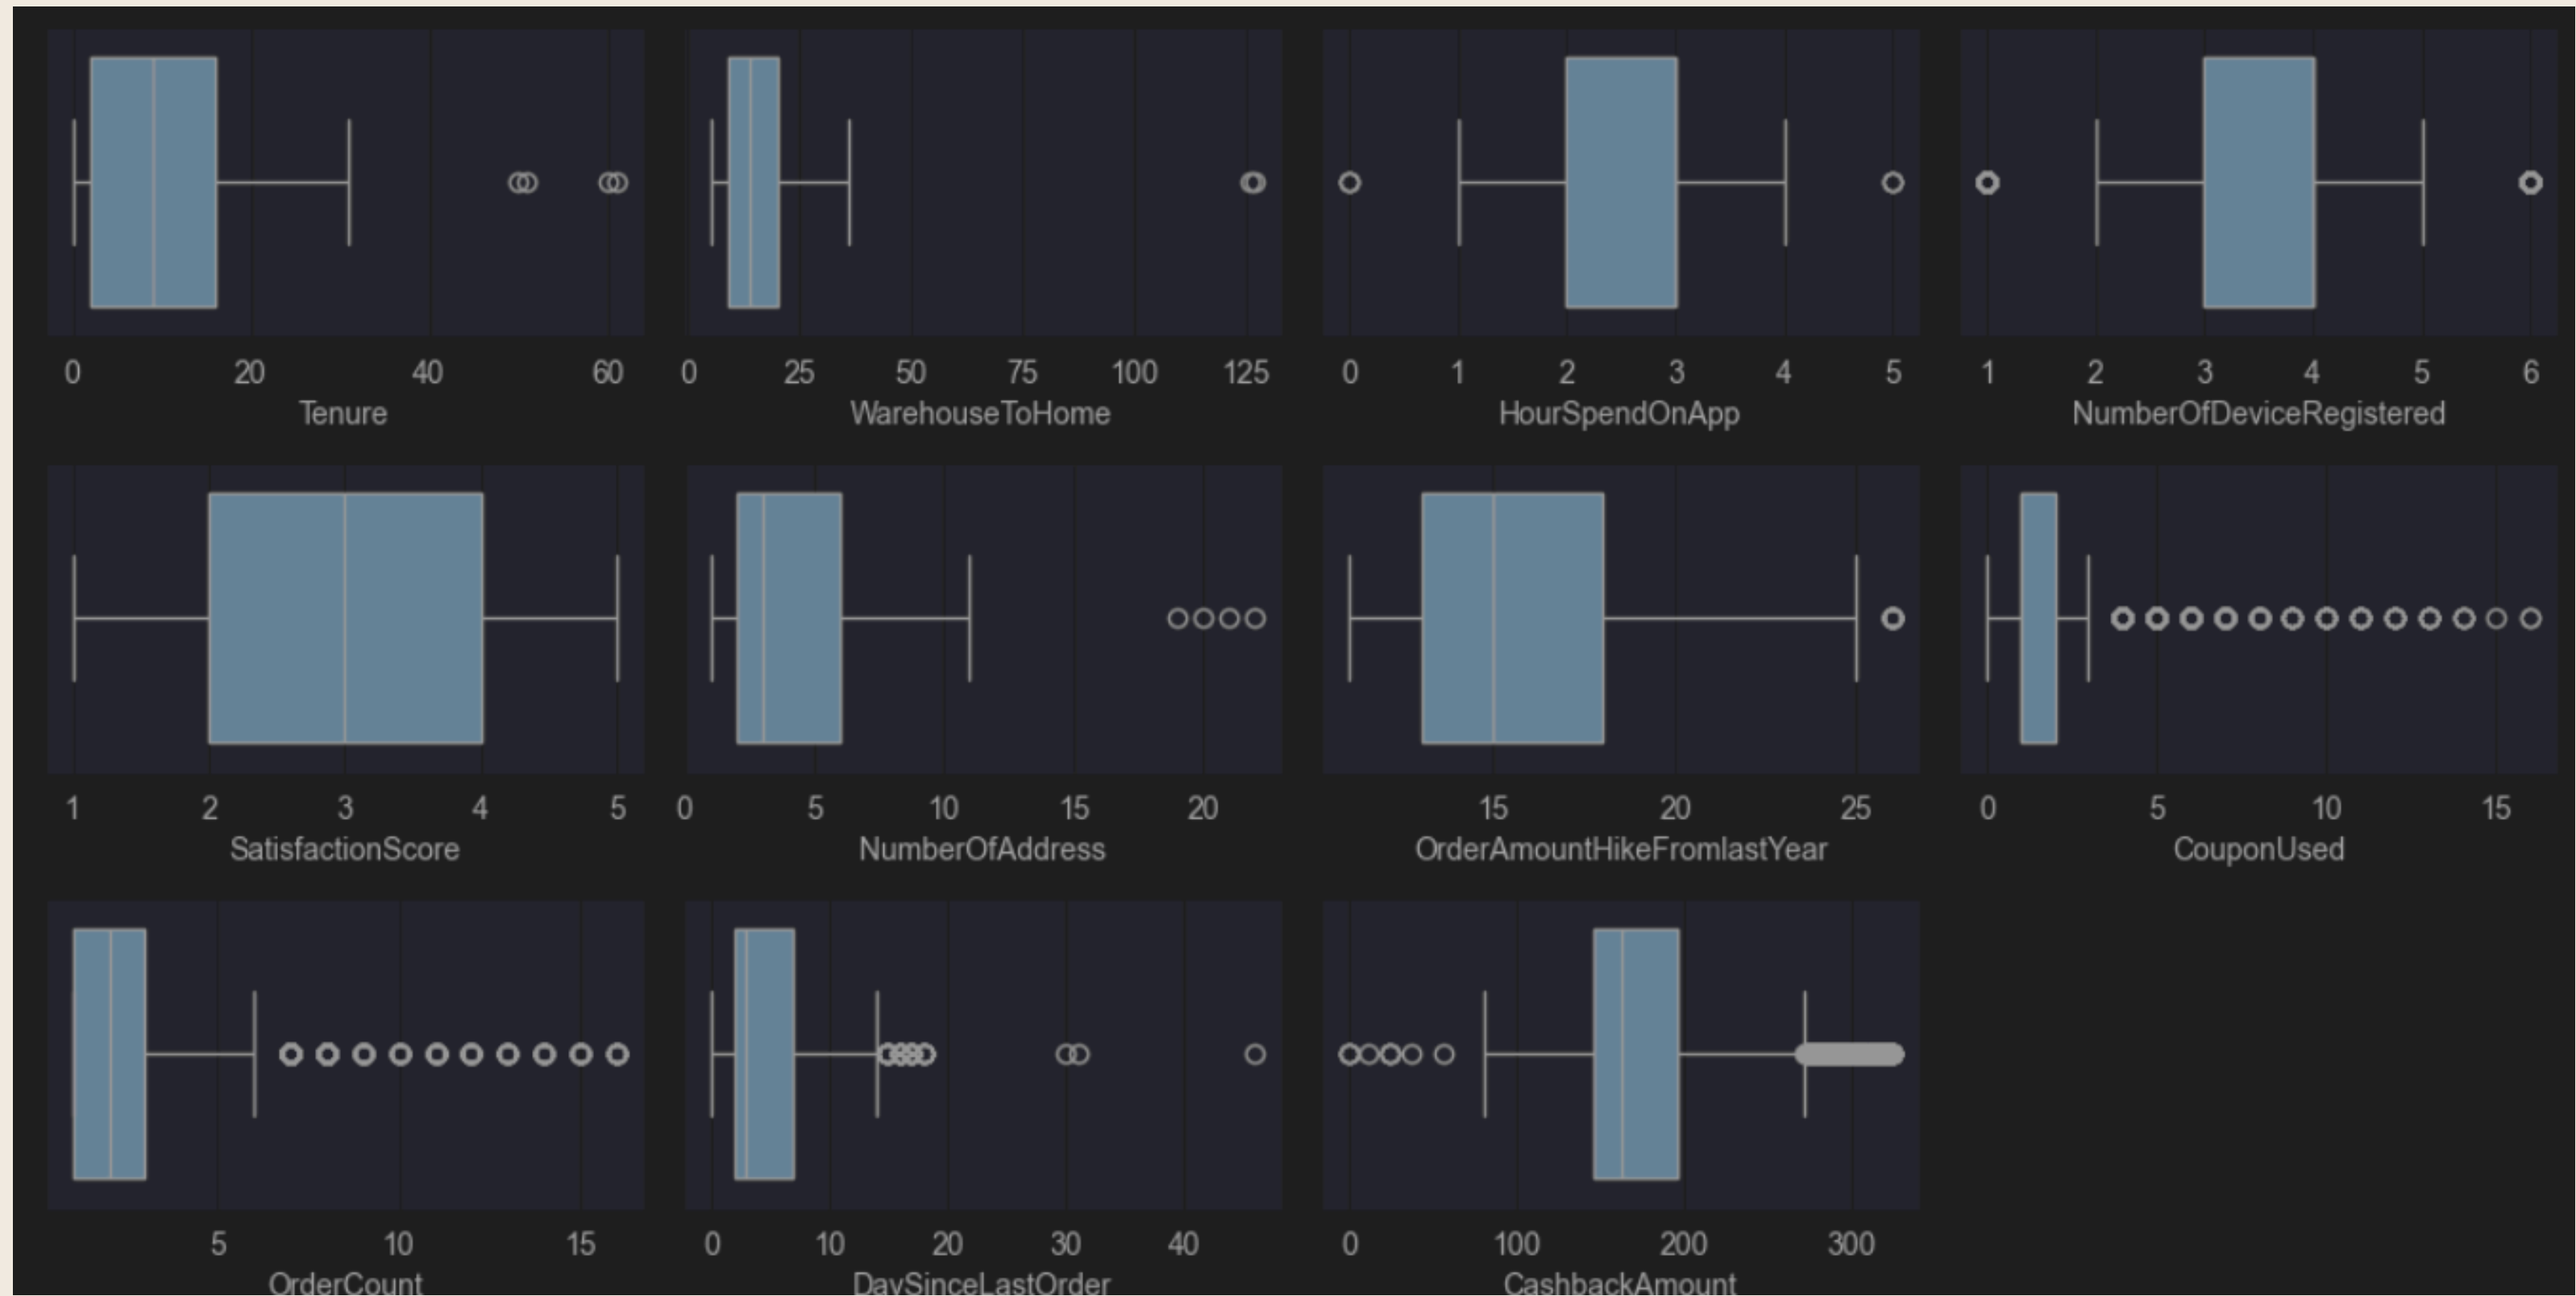 0 20 40 60
Tenure
0 25 50 75 100 125
WarehouseToHome
0 1 2 3 4 5
HourSpendOnApp
1 2 3 4 5 6
NumberOfDeviceRegistered
1 2 3 4 5
SatisfactionScore
0 5 10 15 20
NumberOfAddress
15 20 25
OrderAmountHikeFromlastYear
0 5 10 15
CouponUsed
5 10 15
OrderCount
0 10 20 30 40
DaySinceLastOrder
0 100 200 300
CashbackAmount